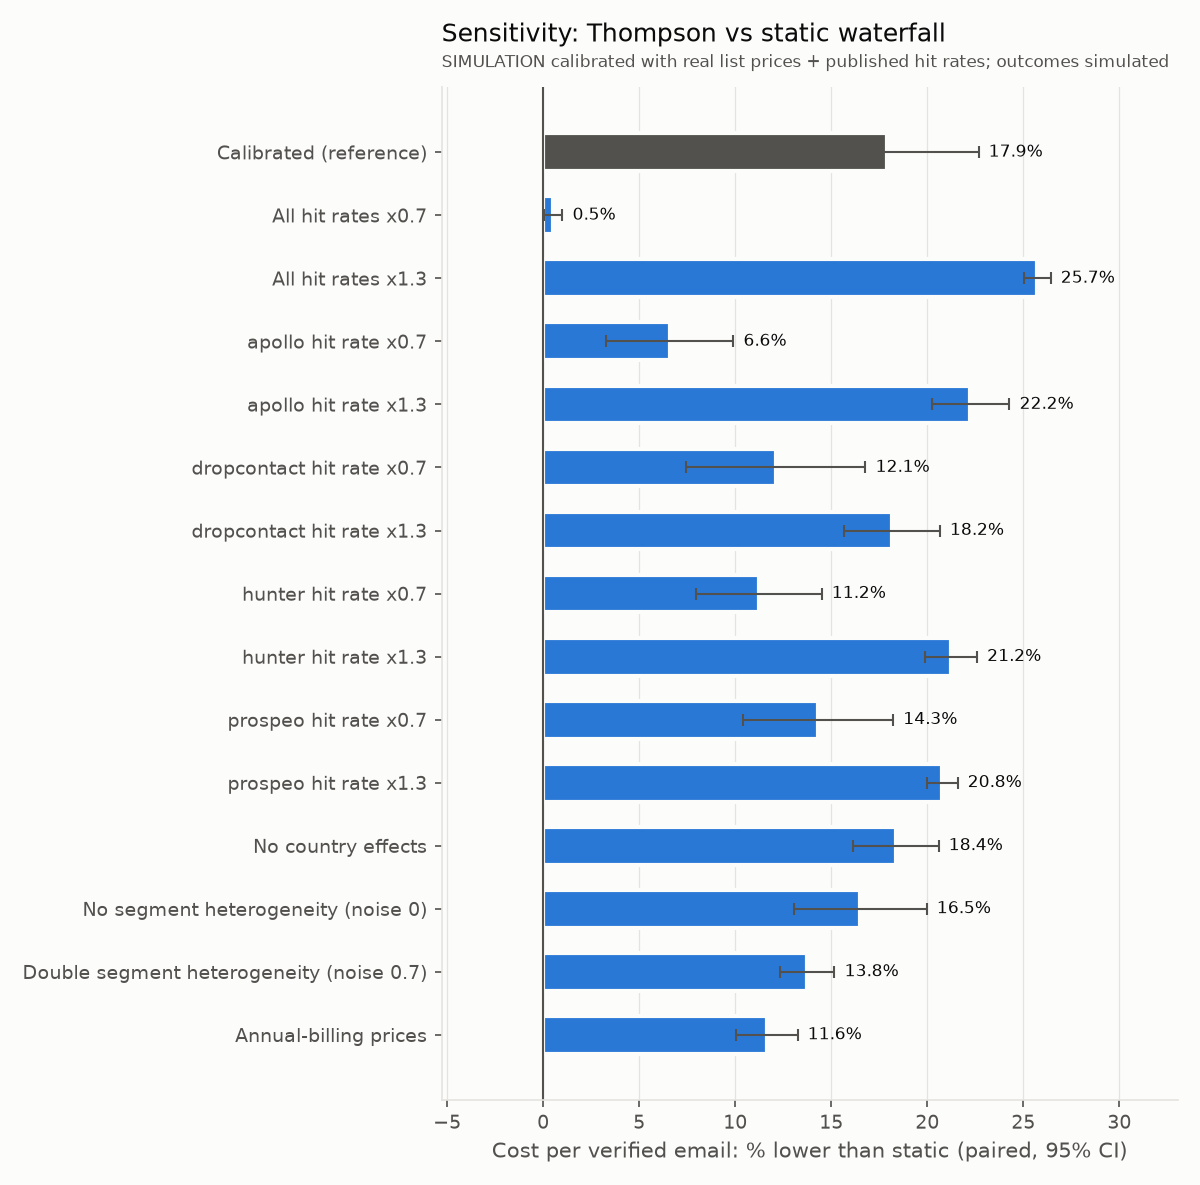 Sensitivity: Thompson vs static waterfall
SIMULATION calibrated with real list prices + published hit rates; outcomes simulated
Calibrated (reference) 17.9%
All hit rates x0.7 0.5%
All hit rates x1.3 25.7%
apollo hit rate x0.7 6.6%
apollo hit rate x1.3 22.2%
dropcontact hit rate x0.7 12.1%
dropcontact hit rate x1.3 18.2%
hunter hit rate x0.7 11.2%
hunter hit rate x1.3 21.2%
prospeo hit rate x0.7 14.3%
prospeo hit rate x1.3 20.8%
No country effects 18.4%
No segment heterogeneity (noise 0) 16.5%
Double segment heterogeneity (noise 0.7) 13.8%
Annual-billing prices 11.6%
−5 0 5 10 15 20 25 30
Cost per verified email: % lower than static (paired, 95% CI)